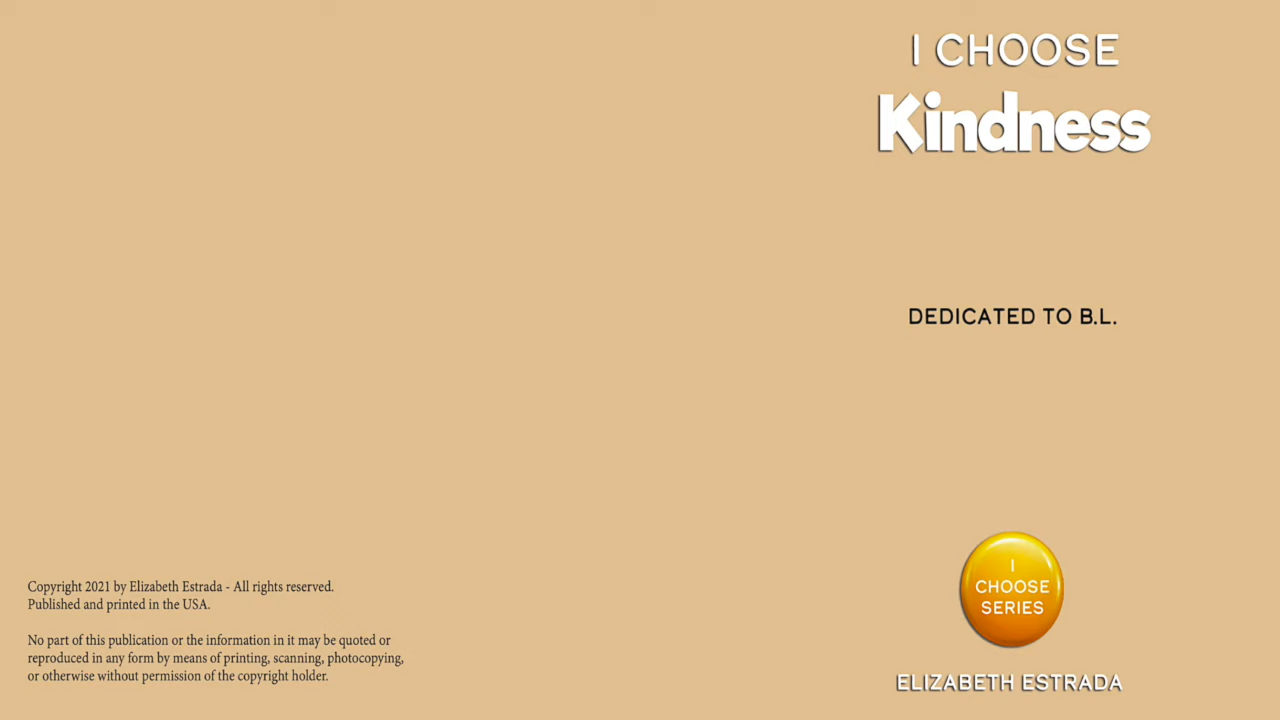 Copyright 2021 by Elizabeth Estrada - All rights reserved.
Published and printed in the USA.
No part of this publication or the information in it may be quoted or
reproduced in any form by means of printing, scanning, photocopying,
or otherwise without permission of the copyright holder.
I CHOOSE
Kindness
DEDICATED TO B.L.
I
CHOOSE
SERIES
ELIZABETH ESTRADA